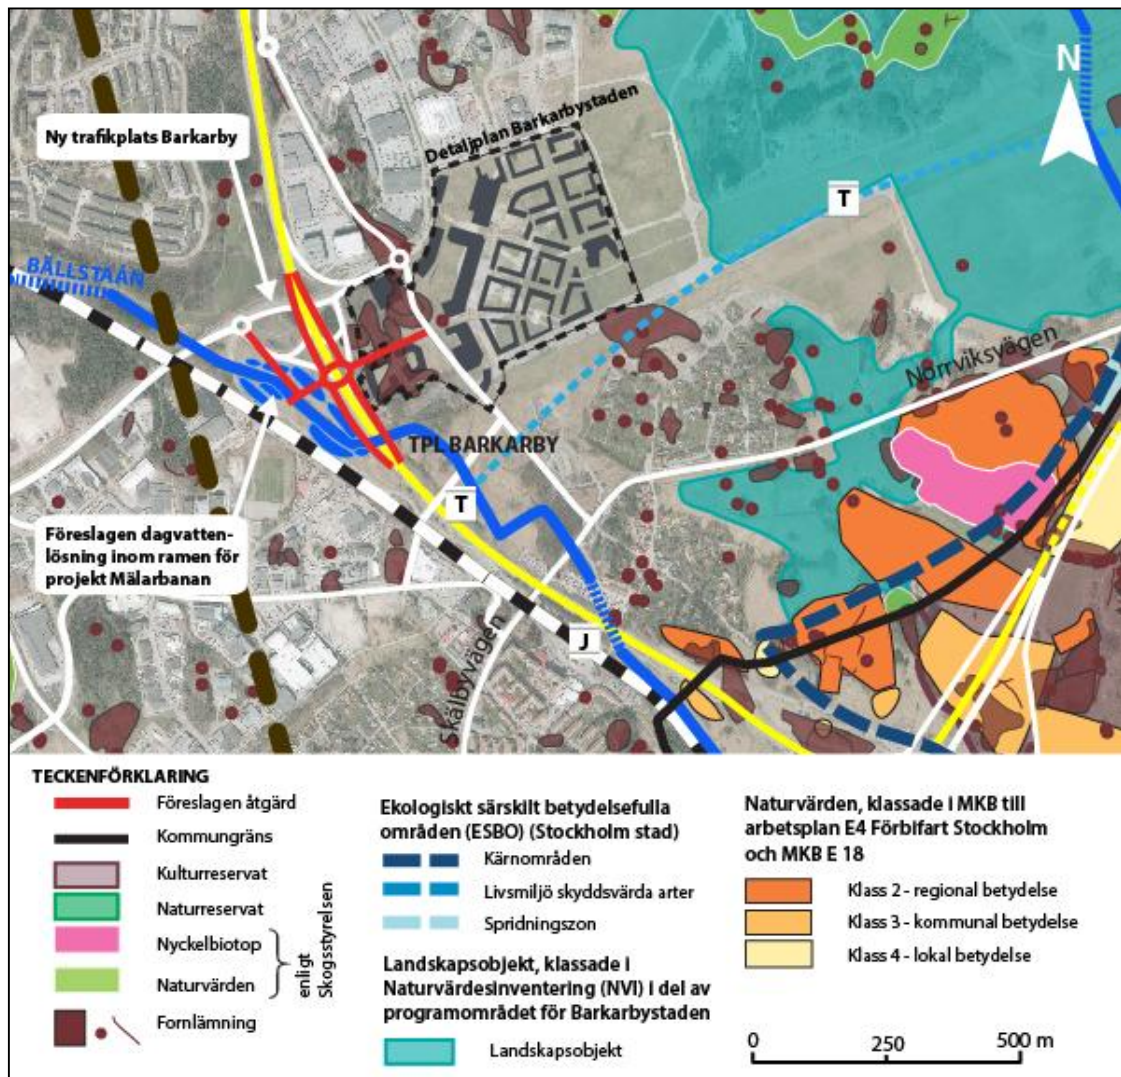 N
Detaljplan Barkarbystaden
Ny trafikplats Barkarby
T
BÄLLSTAÅN
Norrviksvägen
TPL BARKARBY
T
Föreslagen dagvatten-
lösning inom ramen för
projekt Mälarbanan
J
Skälbyvägen
TECKENFÖRKLARING
Föreslagen åtgärd
Kommungräns
Kulturreservat
Naturreservat
Nyckelbiotop
Naturvärden
enligt
Skogsstyrelsen
Fornlämning
Ekologiskt särskilt betydelsefulla
områden (ESBO) (Stockholm stad)
Kärnområden
Livsmiljö skyddsvärda arter
Spridningszon
Landskapsobjekt, klassade i
Naturvärdesinventering (NVI) i del av
programområdet för Barkarbystaden
Landskapsobjekt
Naturvärden, klassade i MKB till
arbetsplan E4 Förbifart Stockholm
och MKB E 18
Klass 2 - regional betydelse
Klass 3 - kommunal betydelse
Klass 4 - lokal betydelse
0 250 500 m